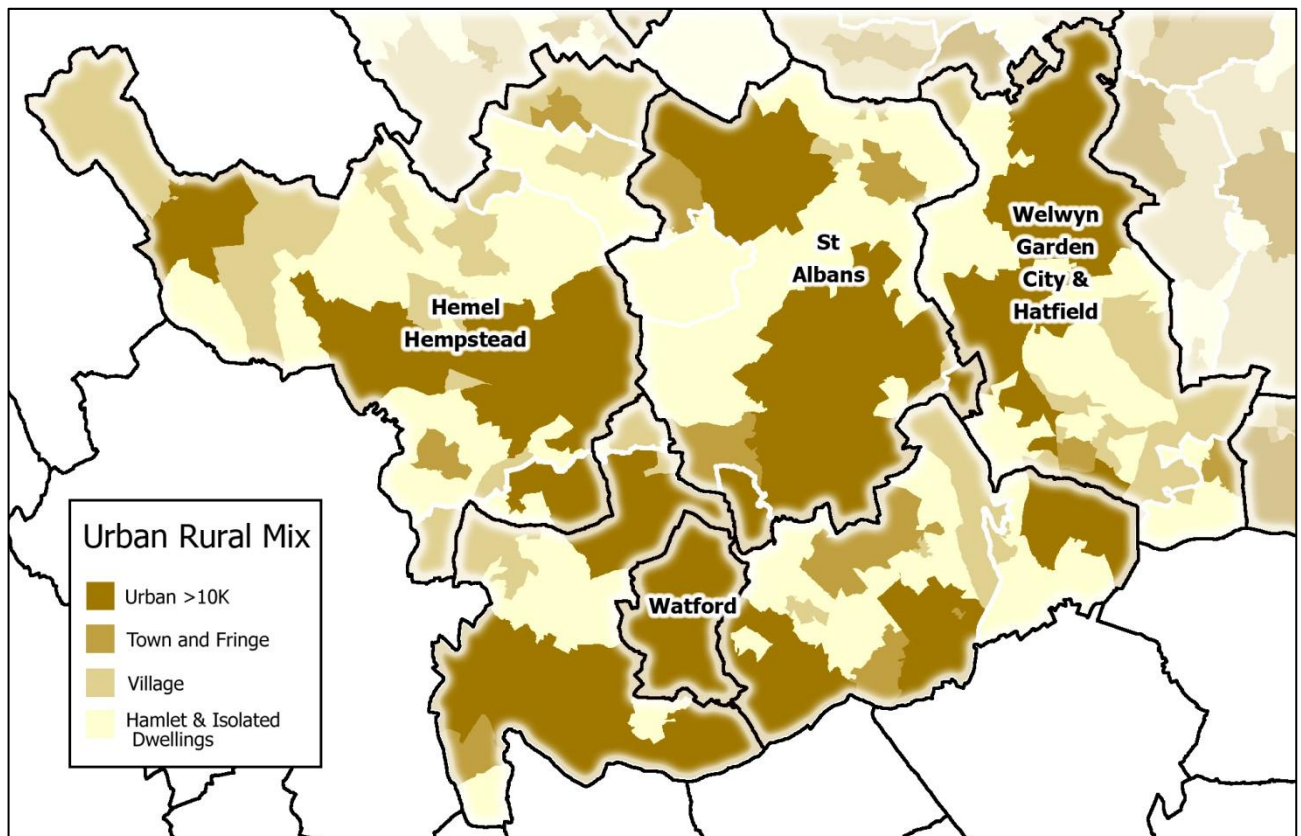 Welwyn
Garden
City &
Hatfield
St
Albans
Hemel
Hempstead
Watford
Urban Rural Mix
Urban >10K
Town and Fringe
Village
Hamlet & Isolated
Dwellings